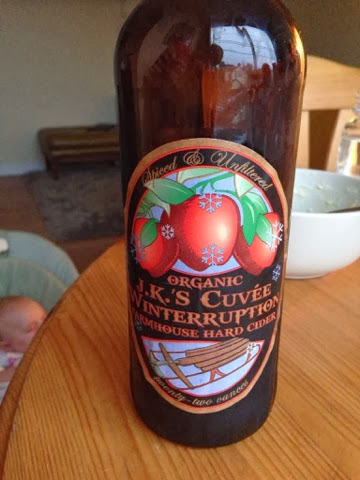 Spiced & Unfiltered
ORGANIC
J.K.'S CUVÉE
WINTERRUPTION
FARMHOUSE HARD CIDER
twenty-two ounces